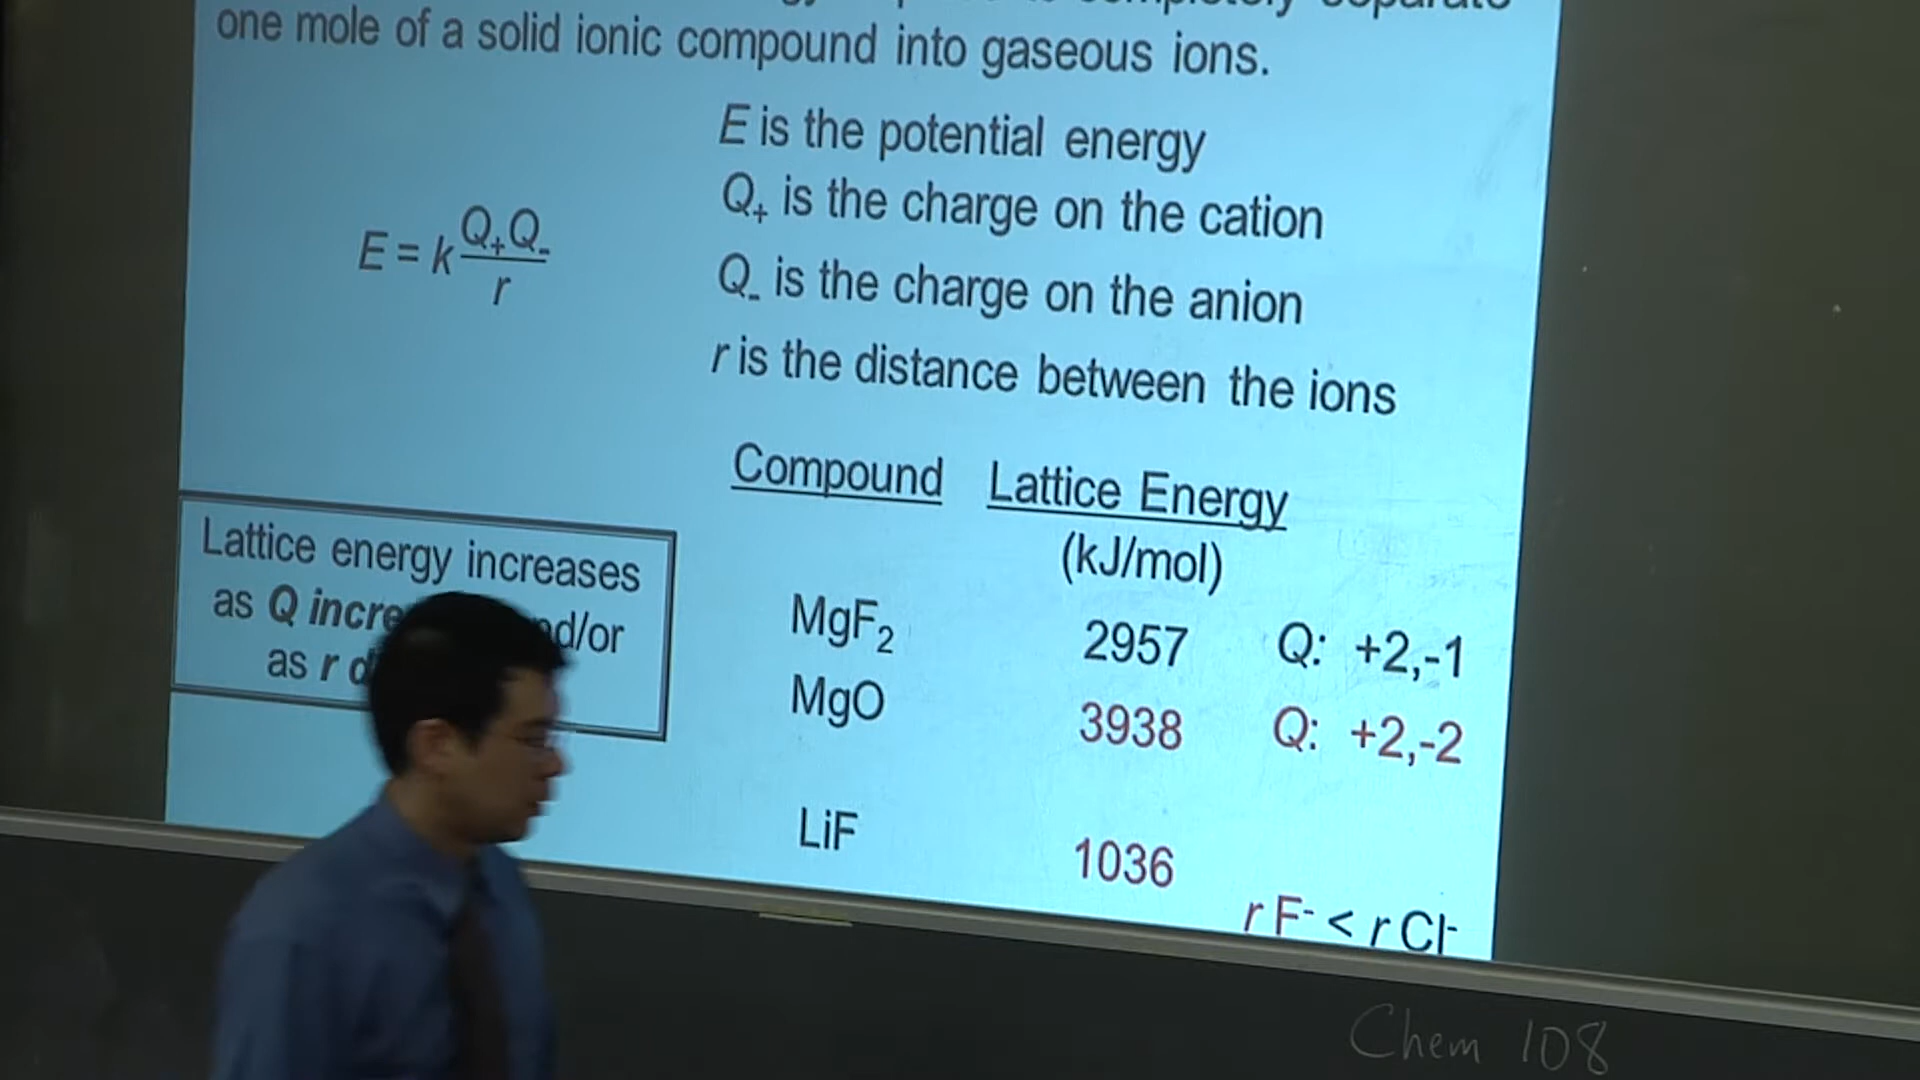 completely separate
one mole of a solid ionic compound into gaseous ions.
E is the potential energy
Q+ is the charge on the cation
E = k Q+Q- / r
Q- is the charge on the anion
r is the distance between the ions
Compound Lattice Energy
(kJ/mol)
Lattice energy increases
as Q incre d/or
as r d
MgF2 2957 Q: +2,-1
MgO 3938 Q: +2,-2
LiF 1036
r F- < r Cl-
Chem 108